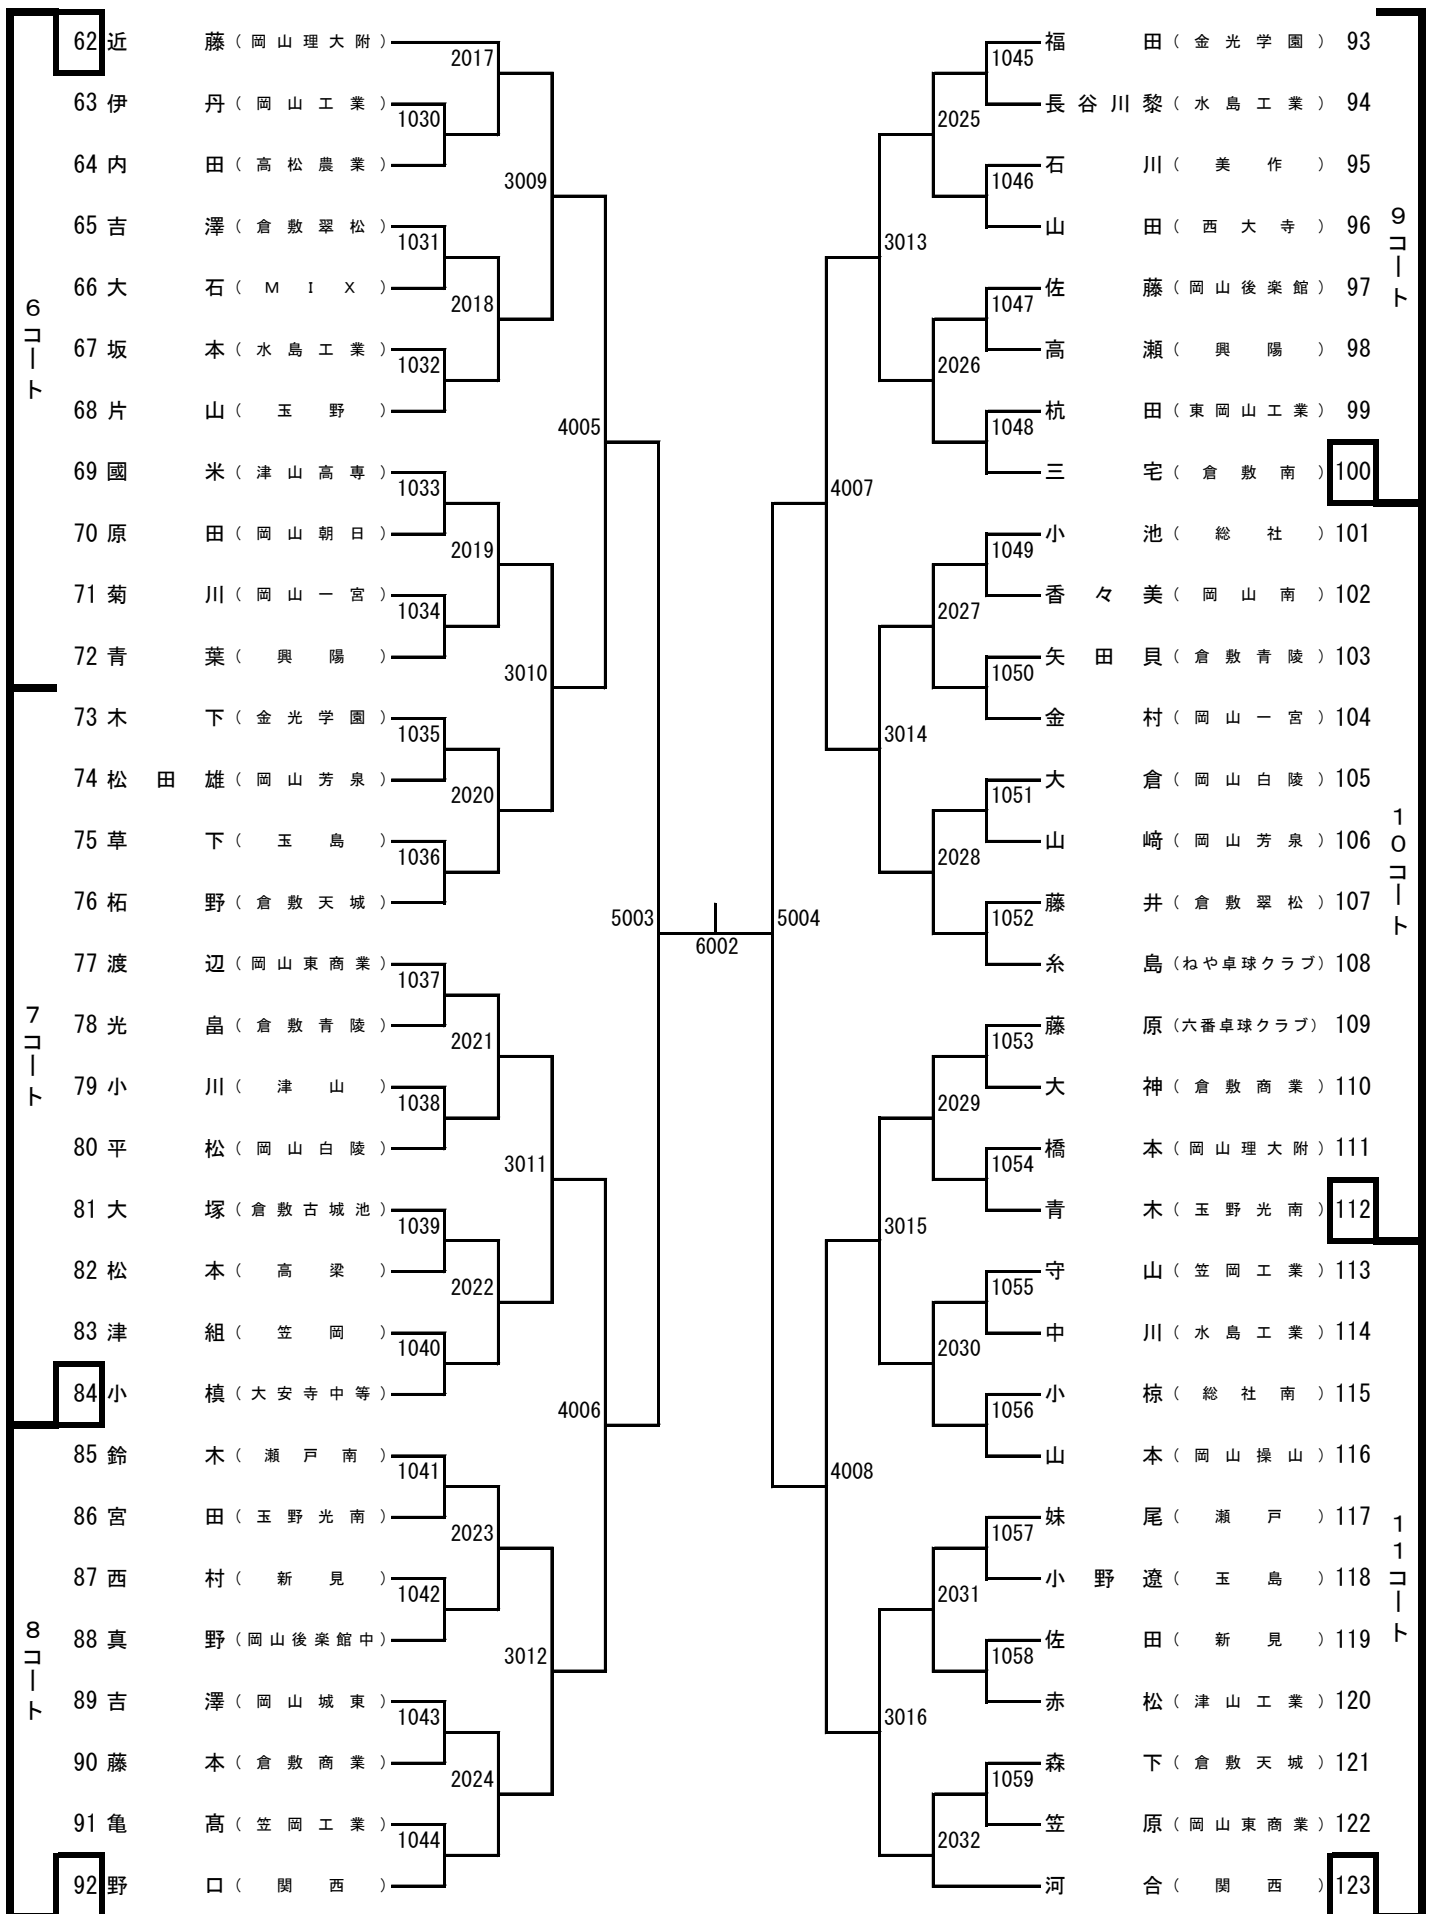 6コート
7コート
8コート
62 近藤（岡山理大附）
63 伊丹（岡山工業）
64 内田（高松農業）
65 吉澤（倉敷翠松）
66 大石（ＭＩＸ）
67 坂本（水島工業）
68 片山（玉野）
69 國米（津山高専）
70 原田（岡山朝日）
71 菊川（岡山一宮）
72 青葉（興陽）
73 木下（金光学園）
74 松田雄（岡山芳泉）
75 草下（玉島）
76 柘野（倉敷天城）
77 渡辺（岡山東商業）
78 光畠（倉敷青陵）
79 小川（津山）
80 平松（岡山白陵）
81 大塚（倉敷古城池）
82 松本（高梁）
83 津組（笠岡）
84 小槙（大安寺中等）
85 鈴木（瀬戸南）
86 宮田（玉野光南）
87 西村（新見）
88 真野（岡山後楽館中）
89 吉澤（岡山城東）
90 藤本（倉敷商業）
91 亀髙（笠岡工業）
92 野口（関西）
1030
1031
1032
1033
1034
1035
1036
1037
1038
1039
1040
1041
1042
1043
1044
2017
2018
2019
2020
2021
2022
2023
2024
3009
3010
3011
3012
4005
4006
5003
6002
5004
4007
4008
3013
3014
3015
3016
2025
2026
2027
2028
2029
2030
2031
2032
1045
1046
1047
1048
1049
1050
1051
1052
1053
1054
1055
1056
1057
1058
1059
福田（金光学園） 93
長谷川黎（水島工業） 94
石川（美作） 95
山田（西大寺） 96
佐藤（岡山後楽館） 97
高瀬（興陽） 98
杭田（東岡山工業） 99
三宅（倉敷南） 100
小池（総社） 101
香々美（岡山南） 102
矢田貝（倉敷青陵） 103
金村（岡山一宮） 104
大倉（岡山白陵） 105
山﨑（岡山芳泉） 106
藤井（倉敷翠松） 107
糸島（ねや卓球クラブ） 108
藤原（六番卓球クラブ） 109
大神（倉敷商業） 110
橋本（岡山理大附） 111
青木（玉野光南） 112
守山（笠岡工業） 113
中川（水島工業） 114
小椋（総社南） 115
山本（岡山操山） 116
妹尾（瀬戸） 117
小野遼（玉島） 118
佐田（新見） 119
赤松（津山工業） 120
森下（倉敷天城） 121
笠原（岡山東商業） 122
河合（関西） 123
9コート
10コート
11コート